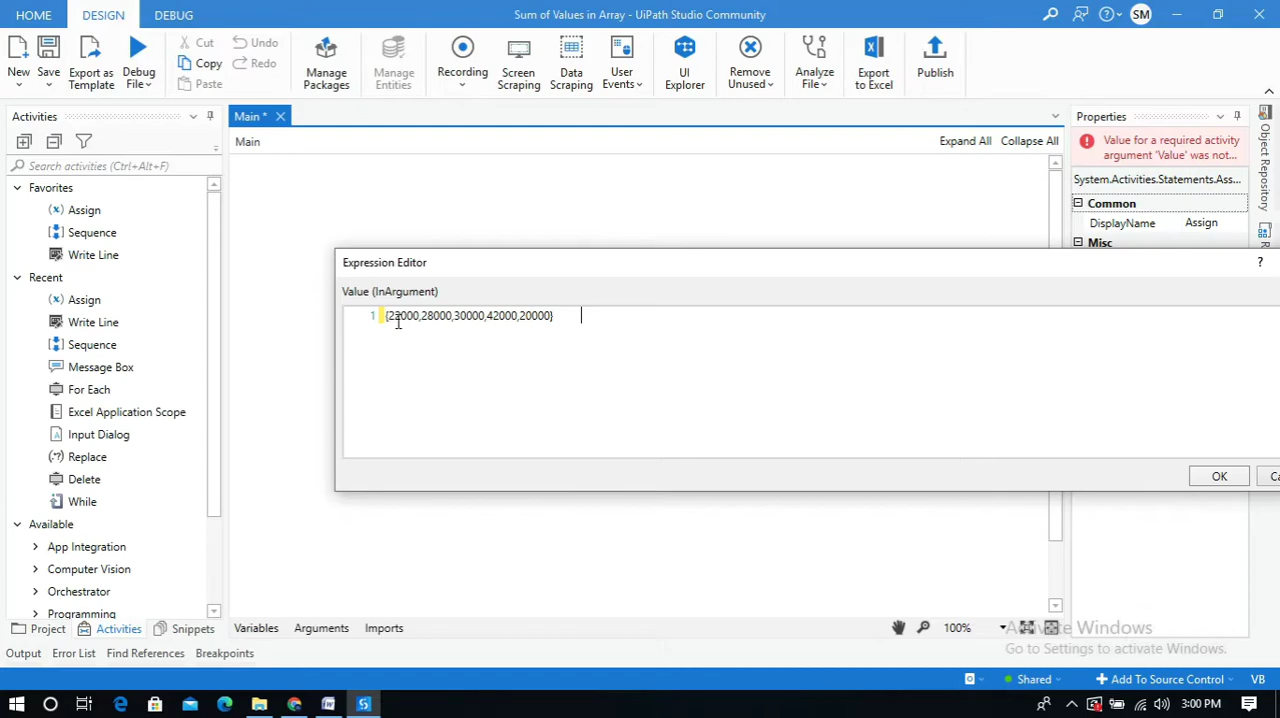 HOME DESIGN DEBUG Sum of Values in Array - UiPath Studio Community SM
New Save Export as Template Debug File Cut Copy Paste Undo Redo Manage Packages Manage Entities Recording Screen Scraping Data Scraping User Events UI Explorer Remove Unused Analyze File Export to Excel Publish
Activities
Search activities (Ctrl+Alt+F)
Favorites
Assign
Sequence
Write Line
Recent
Assign
Write Line
Sequence
Message Box
For Each
Excel Application Scope
Input Dialog
Replace
Delete
While
Available
App Integration
Computer Vision
Orchestrator
Programming
Project Activities Snippets
Main *
Main Expand All Collapse All
Expression Editor ?
Value (InArgument)
1 {22000,28000,30000,42000,20000}
OK Ca
Properties
Value for a required activity
argument 'Value' was not...
System.Activities.Statements.Ass...
Common
DisplayName Assign
Misc
Object Repository
R
Variables Arguments Imports 100%
Activate Windows
Go to Settings to activate Windows.
Output Error List Find References Breakpoints
Shared Add To Source Control VB
3:00 PM